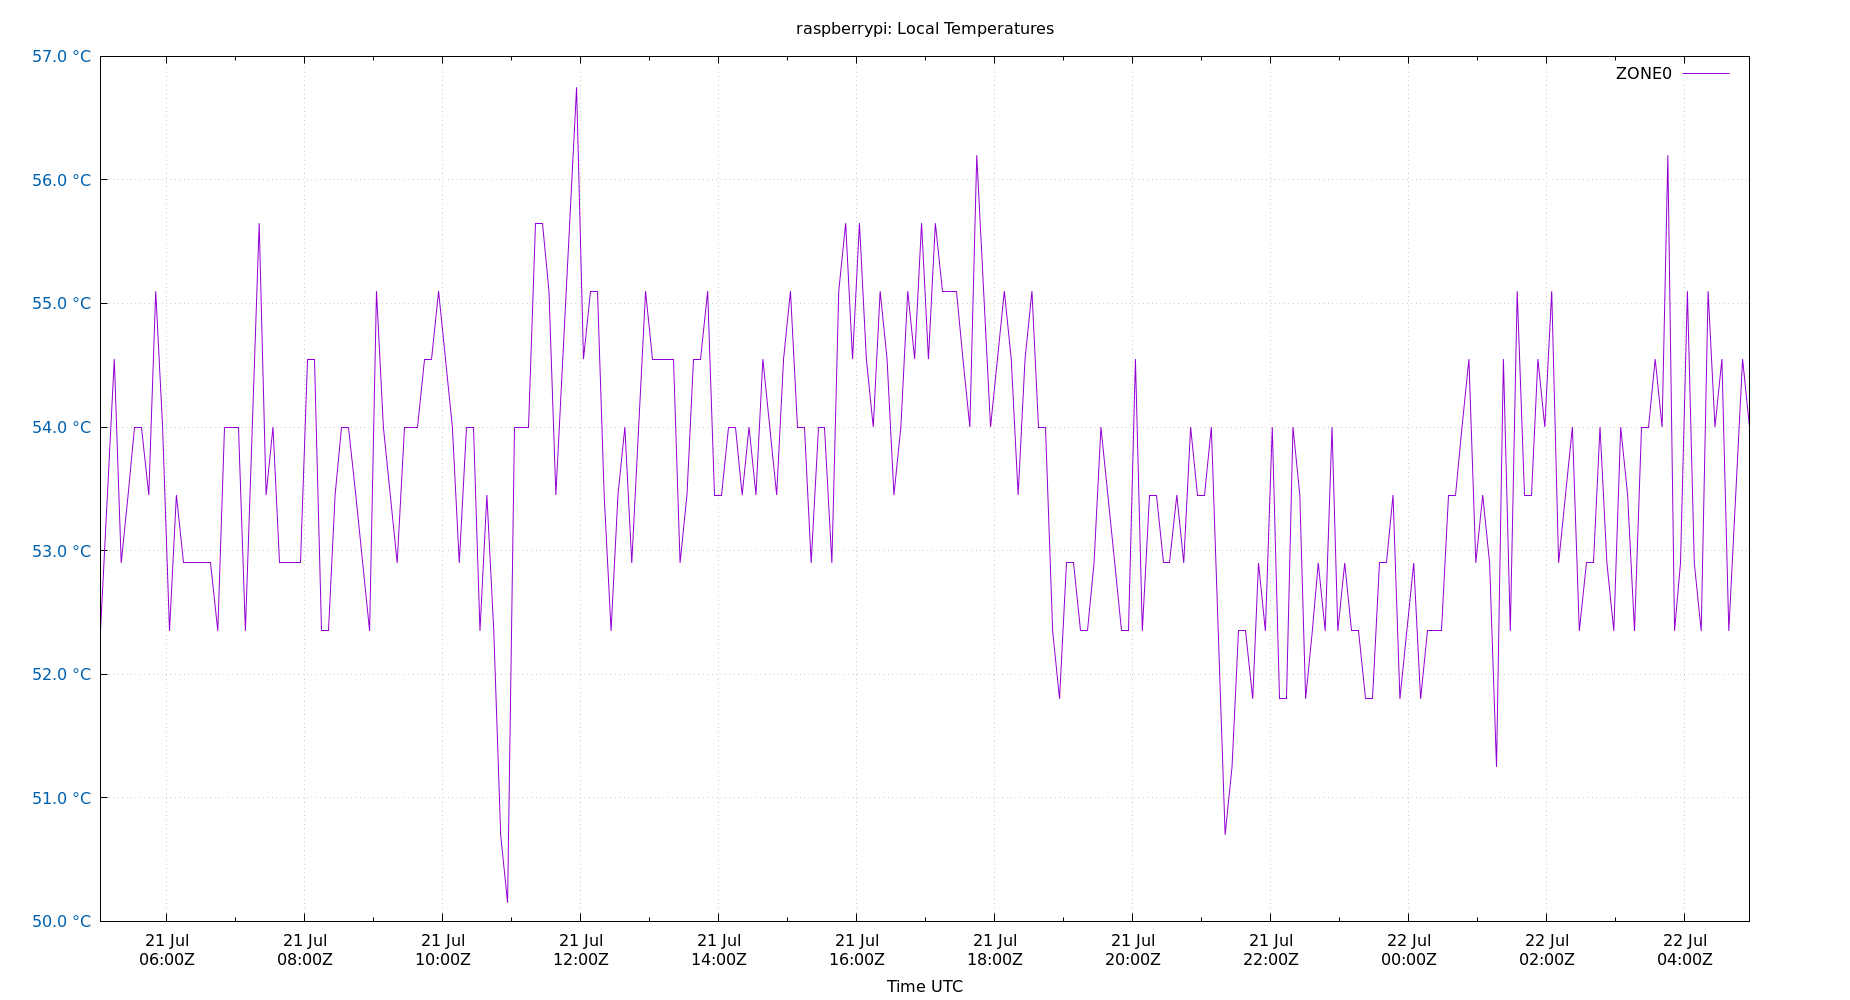 raspberrypi: Local Temperatures
57.0 °C
ZONE0
56.0 °C
55.0 °C
54.0 °C
53.0 °C
52.0 °C
51.0 °C
50.0 °C
21 Jul 21 Jul 21 Jul 21 Jul 21 Jul 21 Jul 21 Jul 21 Jul 21 Jul 22 Jul 22 Jul 22 Jul
06:00Z 08:00Z 10:00Z 12:00Z 14:00Z 16:00Z 18:00Z 20:00Z 22:00Z 00:00Z 02:00Z 04:00Z
Time UTC